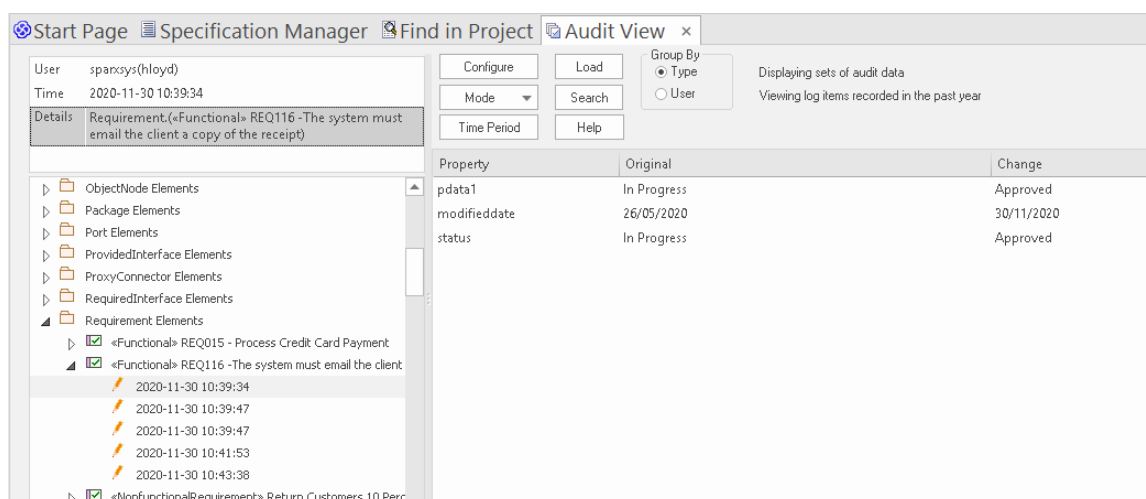 Start Page Specification Manager Find in Project Audit View ×
User sparxsys(hloyd)
Time 2020-11-30 10:39:34
Details Requirement.(«Functional» REQ116 -The system must
email the client a copy of the receipt)
Configure Load
Mode Search
Time Period Help
Group By
Type
User
Displaying sets of audit data
Viewing log items recorded in the past year
ObjectNode Elements
Package Elements
Port Elements
ProvidedInterface Elements
ProxyConnector Elements
RequiredInterface Elements
Requirement Elements
«Functional» REQ015 - Process Credit Card Payment
«Functional» REQ116 -The system must email the client
2020-11-30 10:39:34
2020-11-30 10:39:47
2020-11-30 10:39:47
2020-11-30 10:41:53
2020-11-30 10:43:38
«NonfunctionalRequirement» Return Customers 10 Perc
Property Original Change
pdata1 In Progress Approved
modifieddate 26/05/2020 30/11/2020
status In Progress Approved